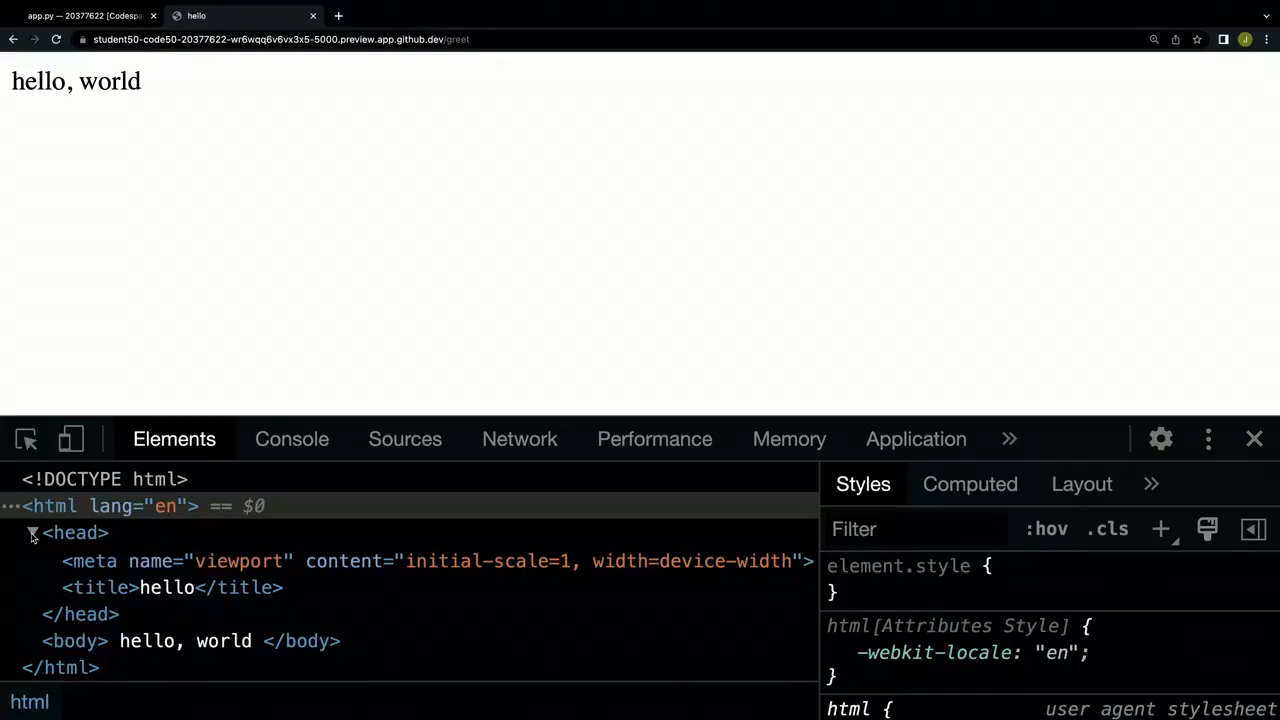 app.py — 20377622 [Codespa
hello
student50-code50-20377622-wr6wqq6v6vx3x5-5000.preview.app.github.dev/greet
J
hello, world
Elements Console Sources Network Performance Memory Application »
<!DOCTYPE html>
Styles Computed Layout »
···<html lang="en"> == $0
Filter :hov .cls +
<head>
<meta name="viewport" content="initial-scale=1, width=device-width">
element.style {
}
<title>hello</title>
</head>
html[Attributes Style] {
<body> hello, world </body>
-webkit-locale: "en";
</html>
}
html
html { user agent stylesheet